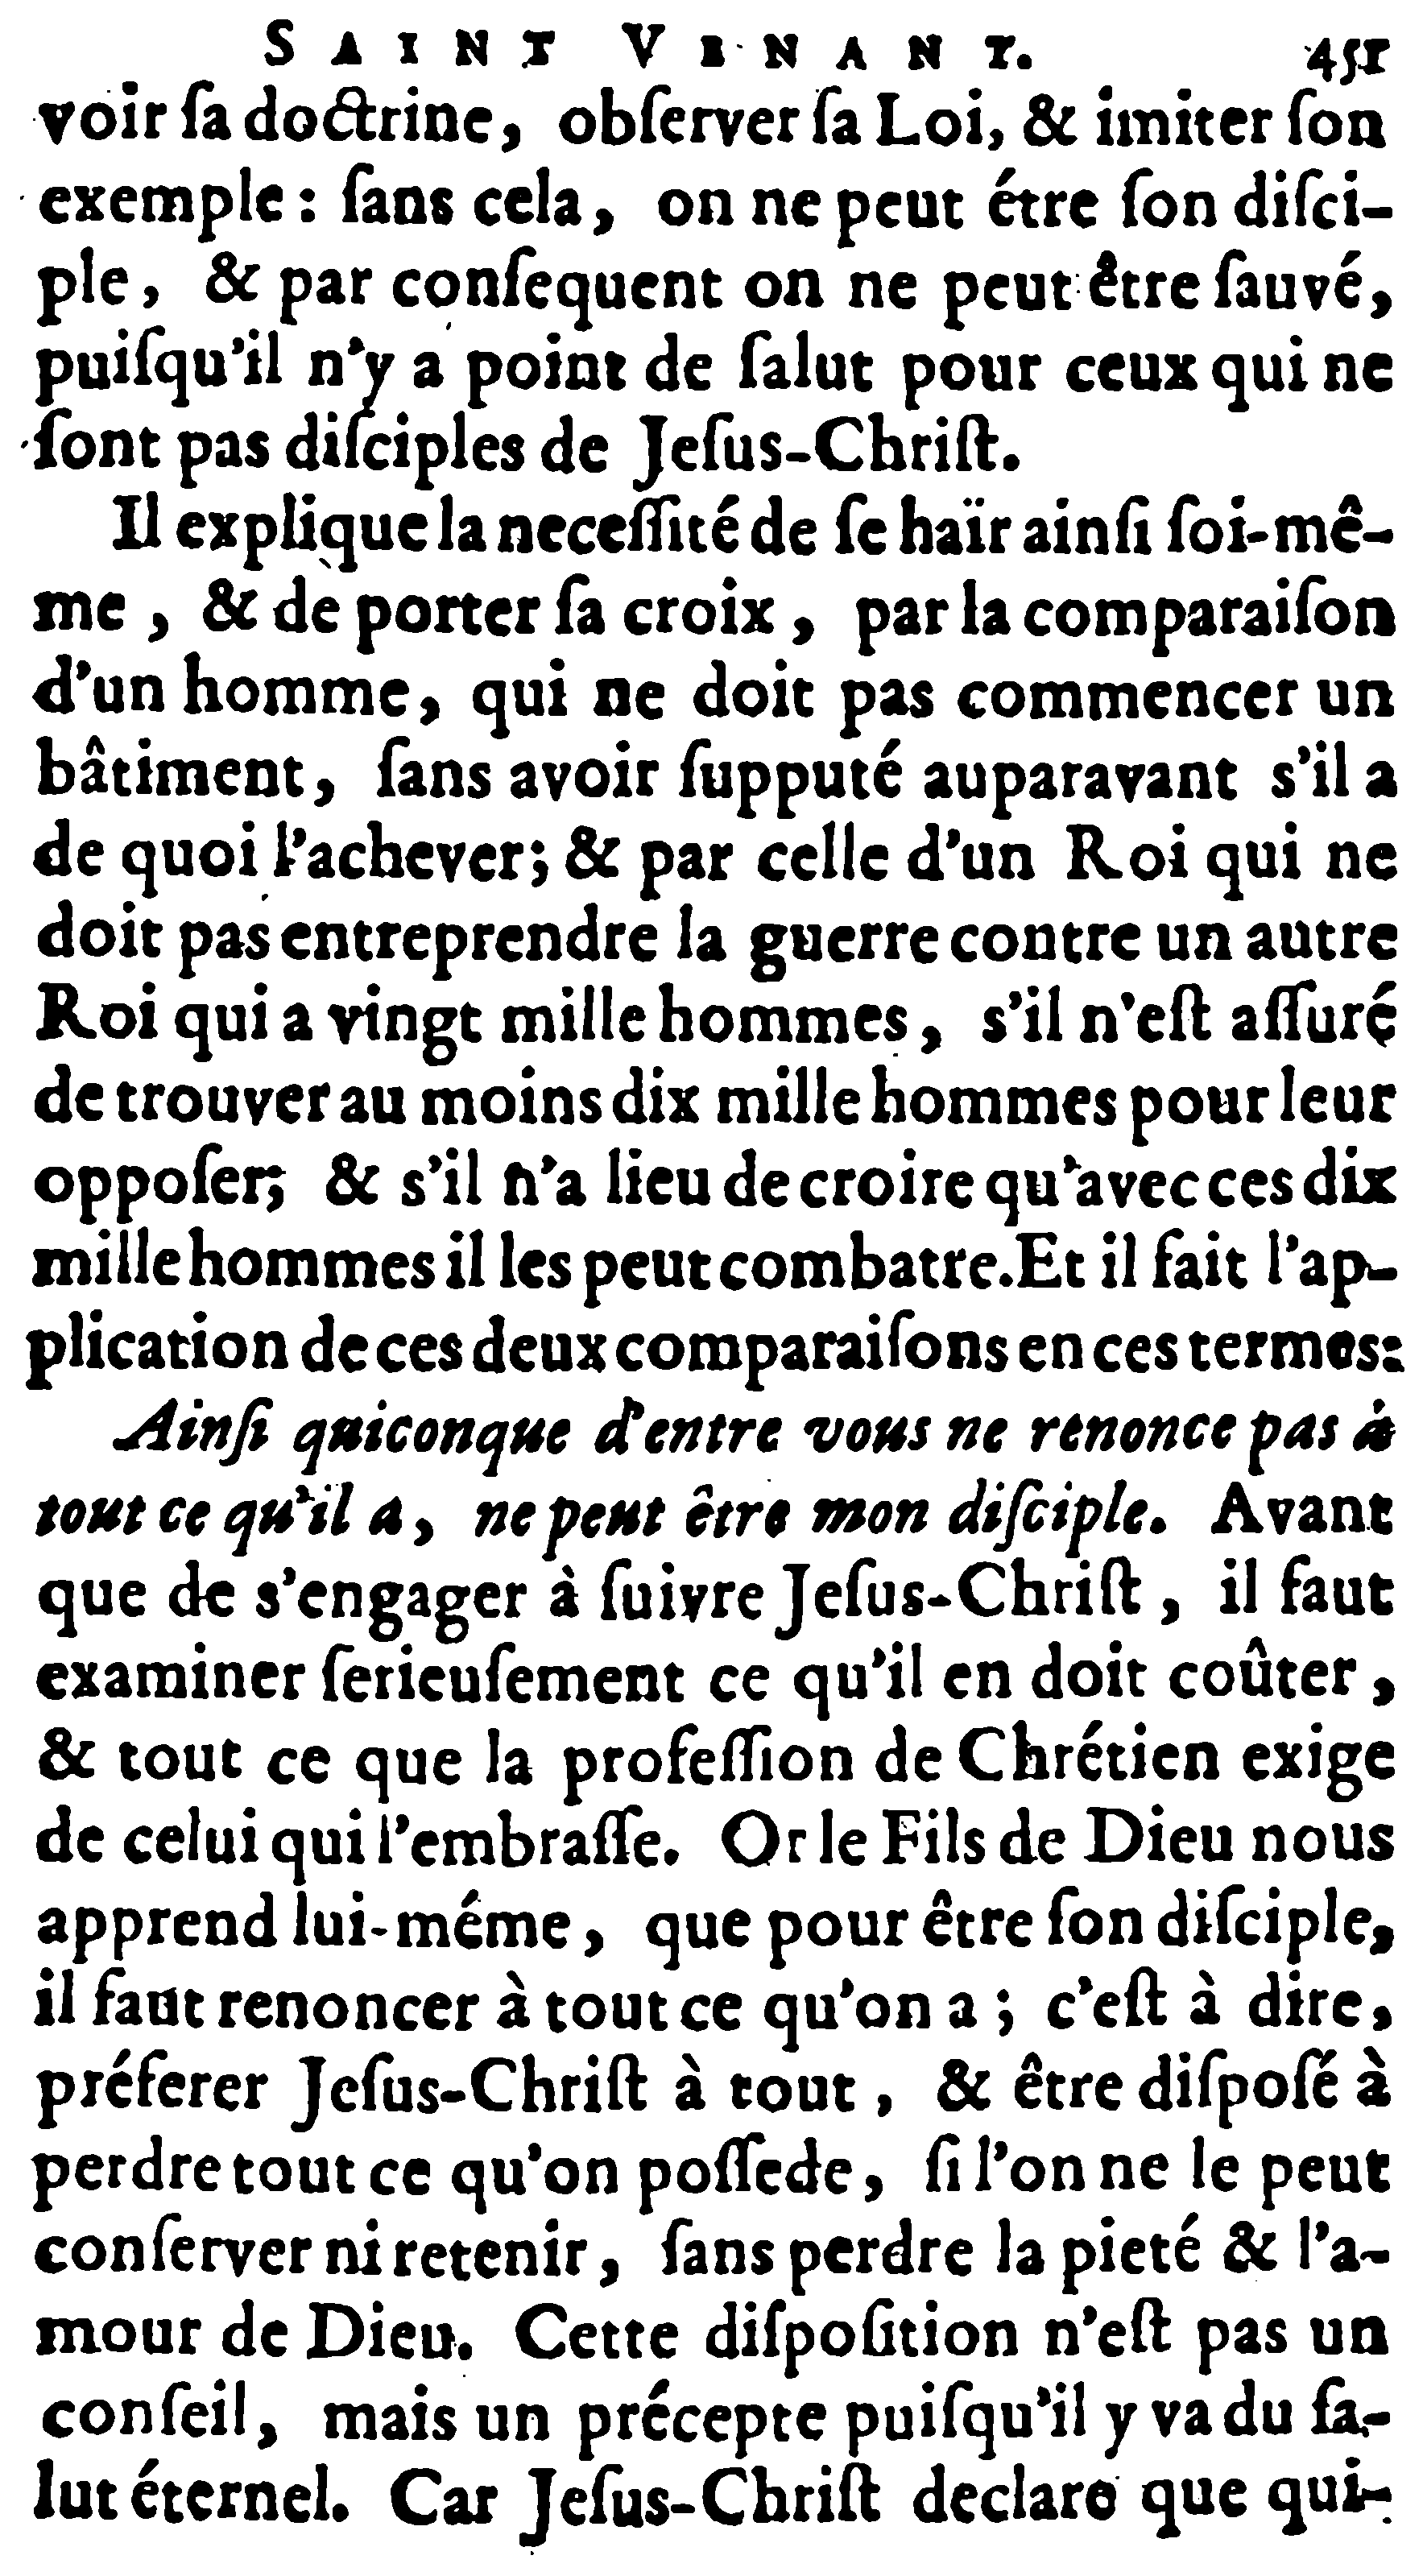 SAINT VENANT. 451
voir ſa doctrine, obſerver ſa Loi, & imiter ſon
exemple : ſans cela, on ne peut étre ſon diſci-
ple, & par conſequent on ne peut être ſauvé,
puiſqu'il n'y a point de ſalut pour ceux qui ne
ſont pas diſciples de Jeſus-Chriſt.
Il explique la neceſſité de ſe haïr ainſi ſoi-mê-
me , & de porter ſa croix , par la comparaiſon
d'un homme, qui ne doit pas commencer un
bâtiment, ſans avoir ſupputé auparavant s'il a
de quoi l'achever; & par celle d'un Roi qui ne
doit pas entreprendre la guerre contre un autre
Roi qui a vingt mille hommes, s'il n'eſt aſſuré
de trouver au moins dix mille hommes pour leur
oppoſer; & s'il n'a lieu de croire qu'avec ces dix
mille hommes il les peut combatre. Et il fait l'ap-
plication de ces deux comparaiſons en ces termes:
Ainſi quiconque d'entre vous ne renonce pas à
tout ce qu'il a, ne peut être mon diſciple. Avant
que de s'engager à ſuivre Jeſus-Chriſt, il faut
examiner ſerieuſement ce qu'il en doit coûter,
& tout ce que la profeſſion de Chrétien exige
de celui qui l'embraſſe. Or le Fils de Dieu nous
apprend lui-méme, que pour être ſon diſciple,
il faut renoncer à tout ce qu'on a ; c'eſt à dire,
préferer Jeſus-Chriſt à tout, & être diſpoſé à
perdre tout ce qu'on poſſede, ſi l'on ne le peut
conſerver ni retenir, ſans perdre la pieté & l'a-
mour de Dieu. Cette diſpoſition n'eſt pas un
conſeil, mais un précepte puiſqu'il y va du ſa-
lut éternel. Car Jeſus-Chriſt declare que qui-